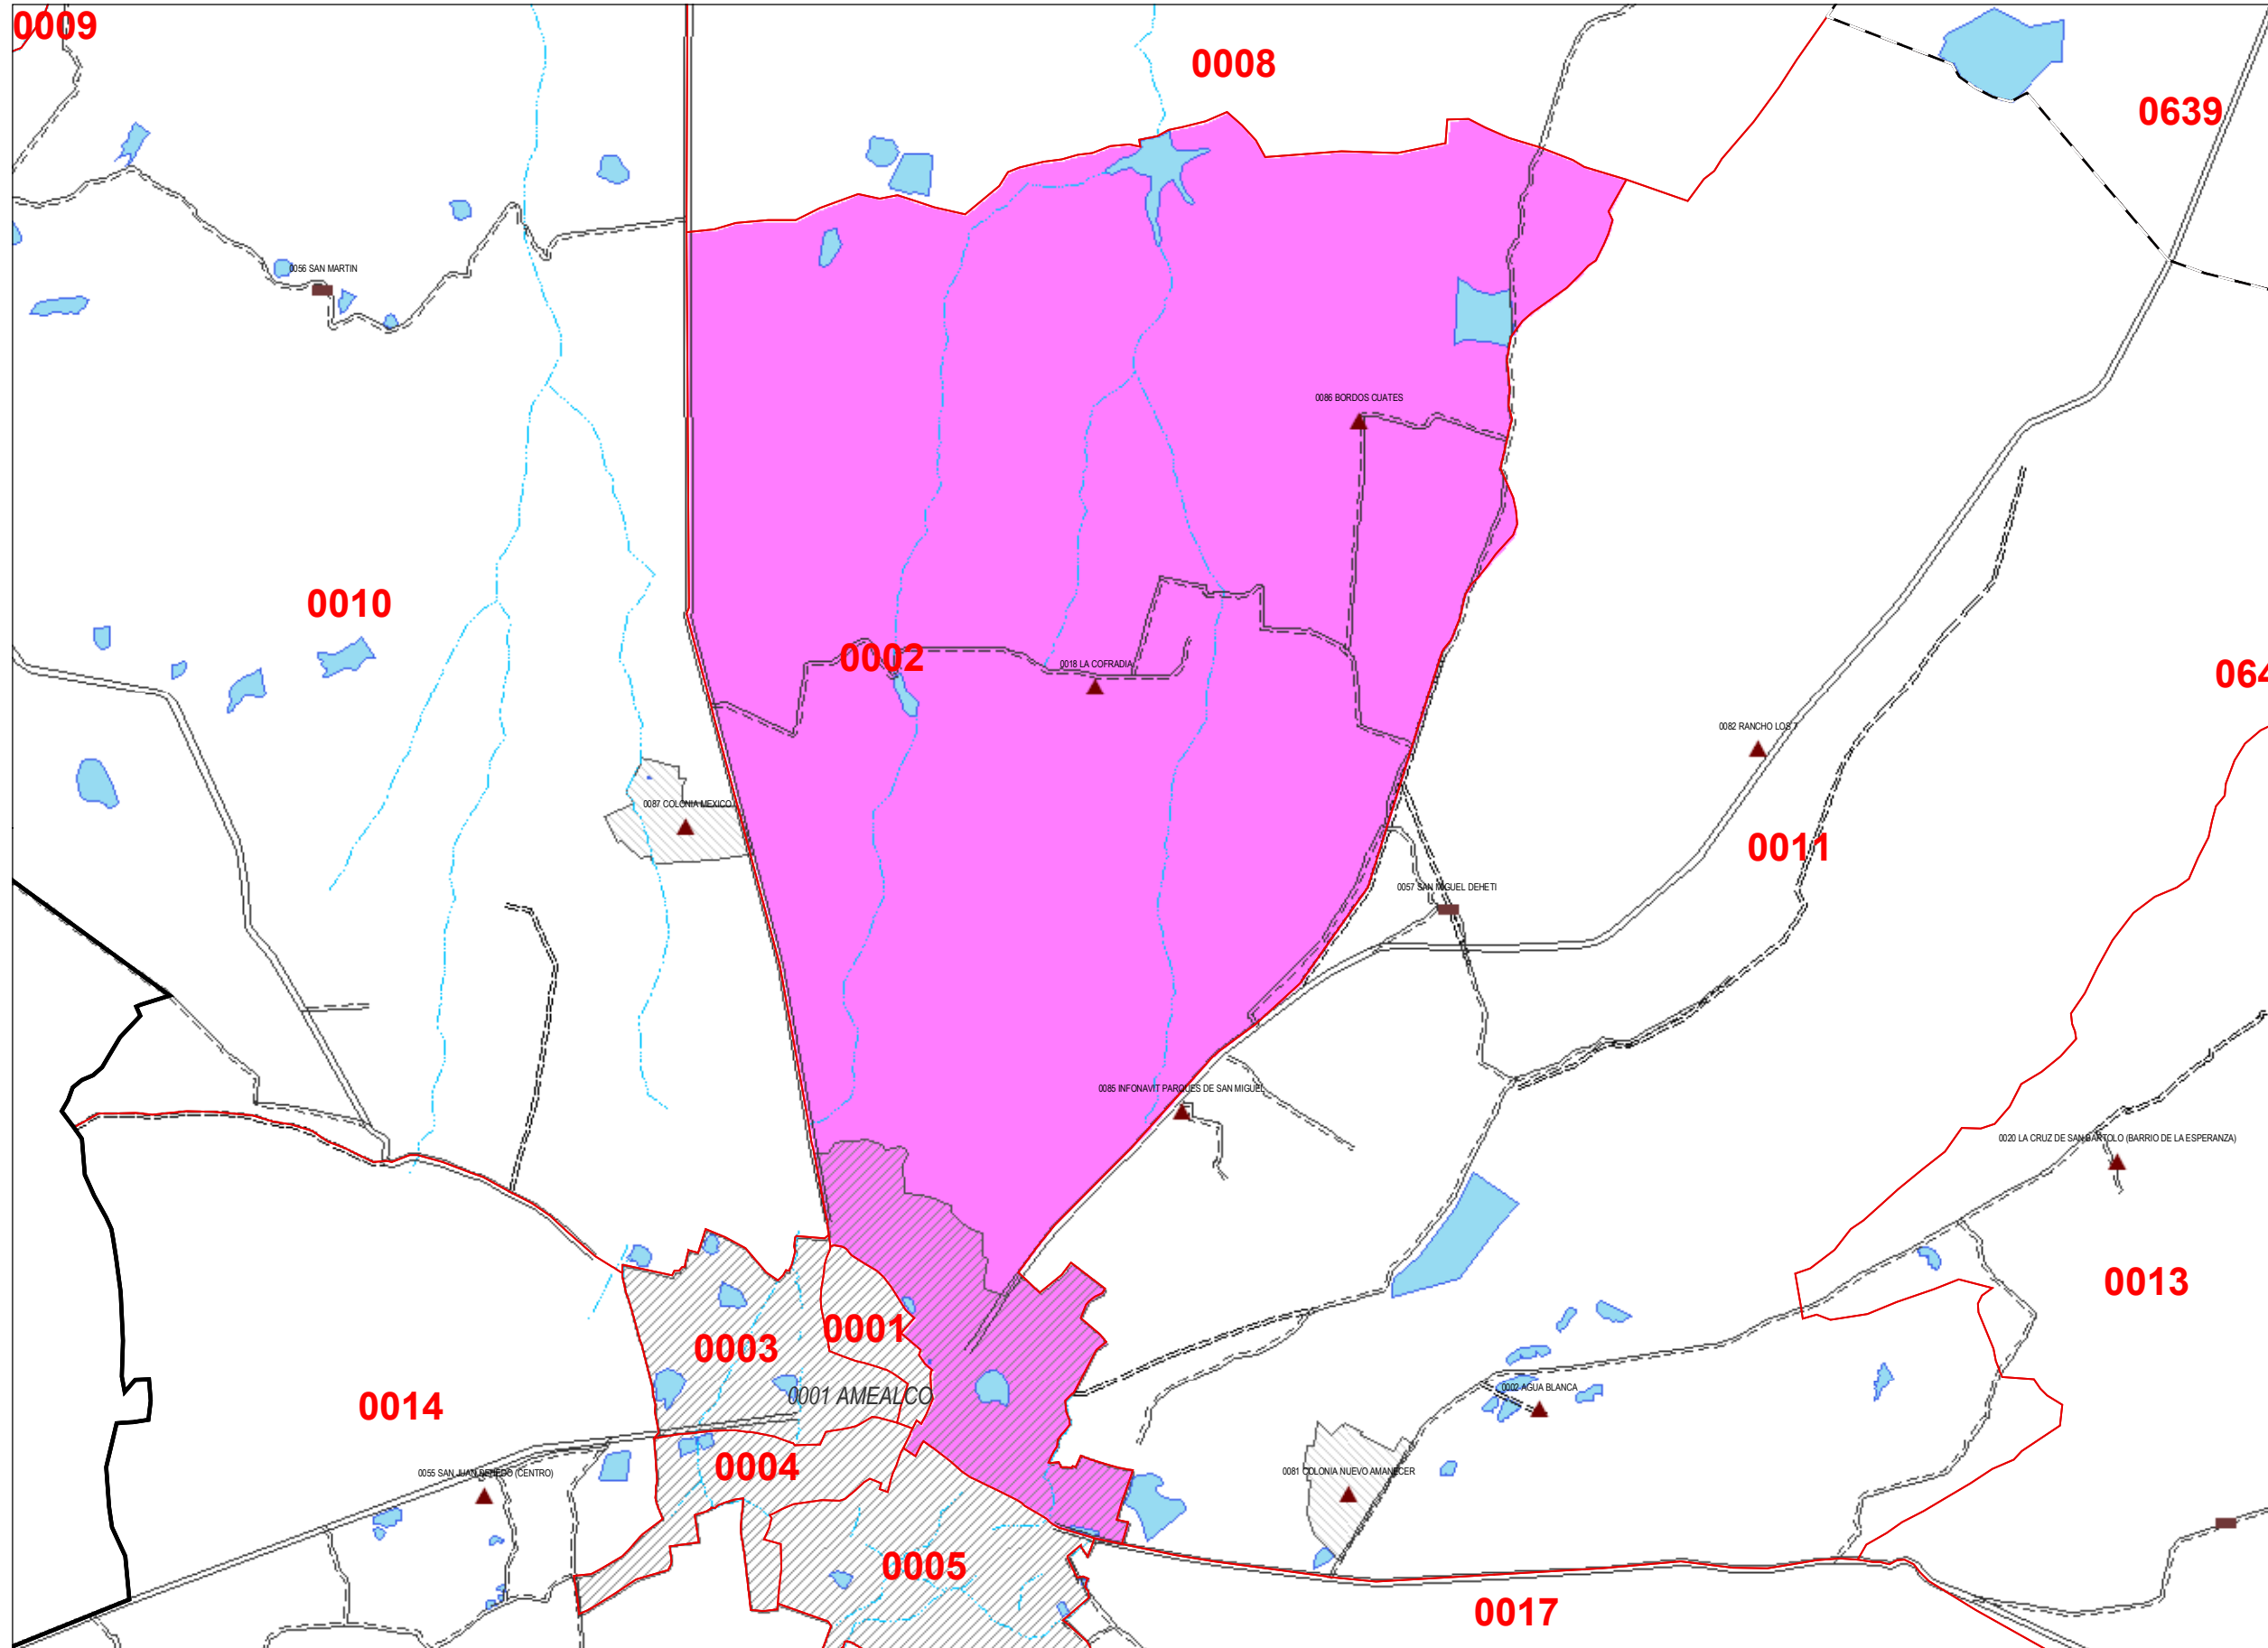 0009
0008
0639
0056 SAN MARTIN
0086 BORDOS CUATES
0010
0002
0018 LA COFRADIA
064
0082 RANCHO LOS 7
0087 COLONIA MEXICO
0011
0057 SAN MIGUEL DEHETI
0085 INFONAVIT PARQUES DE SAN MIGUEL
0020 LA CRUZ DE SAN BARTOLO (BARRIO DE LA ESPERANZA)
0013
0001
0003
0001 AMEALCO
0002 AGUA BLANCA
0014
0004
0055 SAN JUAN (CENTRO)
0081 COLONIA NUEVO AMANECER
0005
0017